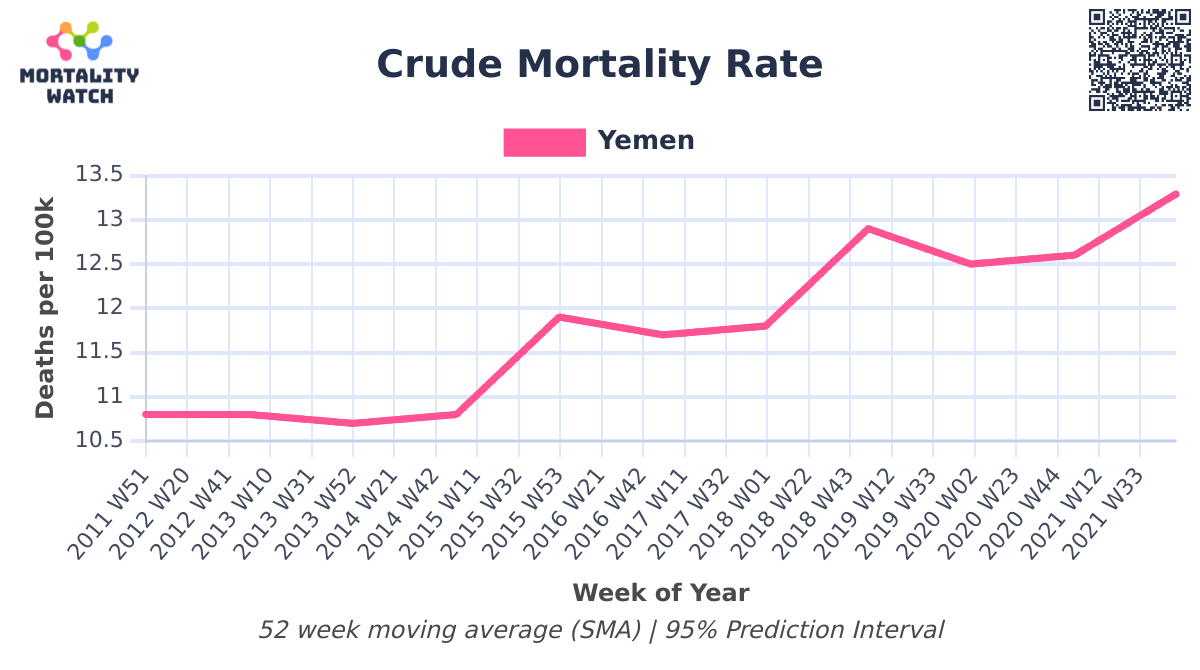 MORTALITY
WATCH
Crude Mortality Rate
Yemen
Deaths per 100k
13.5
13
12.5
12
11.5
11
10.5
2011 W51
2012 W20
2012 W41
2013 W10
2013 W31
2013 W52
2014 W21
2014 W42
2015 W11
2015 W32
2015 W53
2016 W21
2016 W42
2017 W11
2017 W32
2018 W01
2018 W22
2018 W43
2019 W12
2019 W33
2020 W02
2020 W23
2020 W44
2021 W12
2021 W33
Week of Year
52 week moving average (SMA) | 95% Prediction Interval